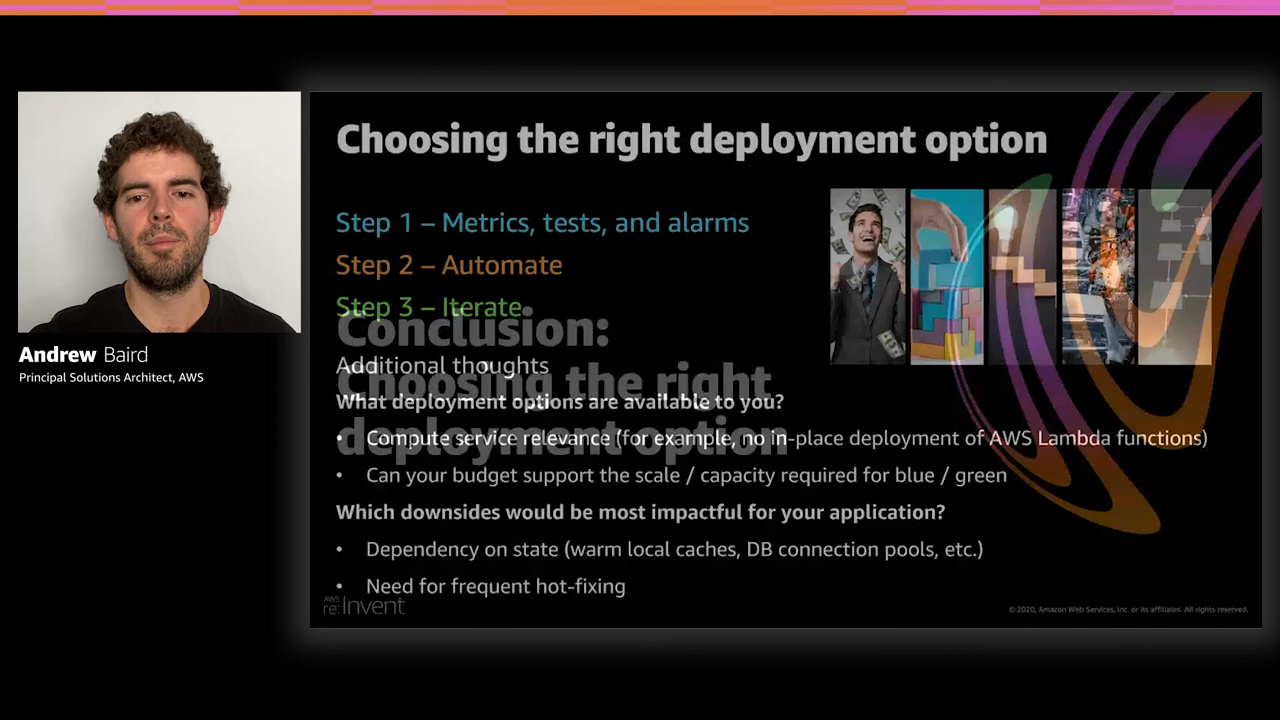 Choosing the right deployment option
Step 1 – Metrics, tests, and alarms
Step 2 – Automate
Step 3 – Iterate
Conclusion:
Choosing the right
deployment option
Additional thoughts
What deployment options are available to you?
• Compute service relevance (for example, no in-place deployment of AWS Lambda functions)
• Can your budget support the scale / capacity required for blue / green
Which downsides would be most impactful for your application?
• Dependency on state (warm local caches, DB connection pools, etc.)
• Need for frequent hot-fixing
AWS
re:Invent
© 2020, Amazon Web Services, Inc. or its affiliates. All rights reserved.
Andrew Baird
Principal Solutions Architect, AWS